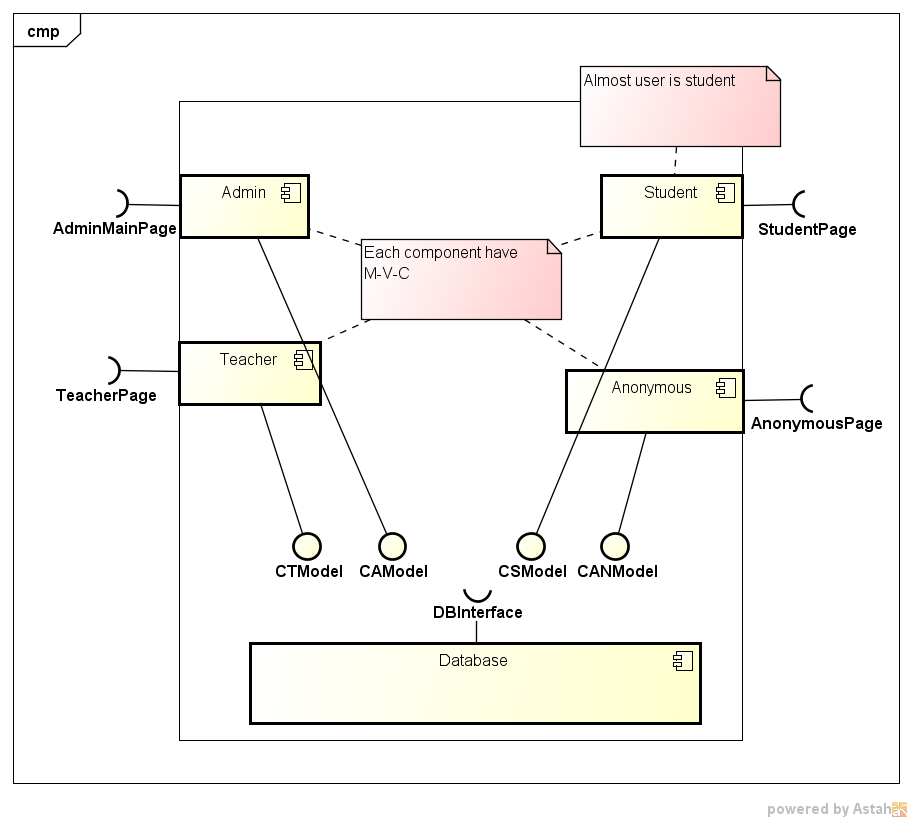 cmp
Almost user is student
Admin
Student
AdminMainPage
StudentPage
Each component have
M-V-C
Teacher
Anonymous
TeacherPage
AnonymousPage
CTModel
CAModel
CSModel
CANModel
DBInterface
Database
powered by Astah